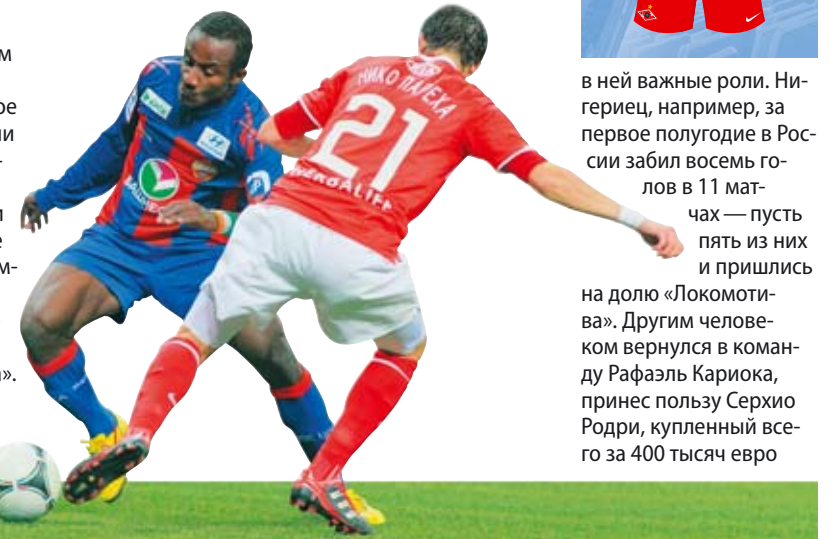 м
-
е
м-
».
НИКО ПАРЕХА
21
в ней важные роли. Ни-
гериец, например, за
первое полугодие в Рос-
сии забил восемь го-
лов в 11 мат-
чах — пусть
пять из них
и пришлись
на долю «Локомоти-
ва». Другим челове-
ком вернулся в коман-
ду Рафаэль Кариока,
принес пользу Серхио
Родри, купленный все-
го за 400 тысяч евро